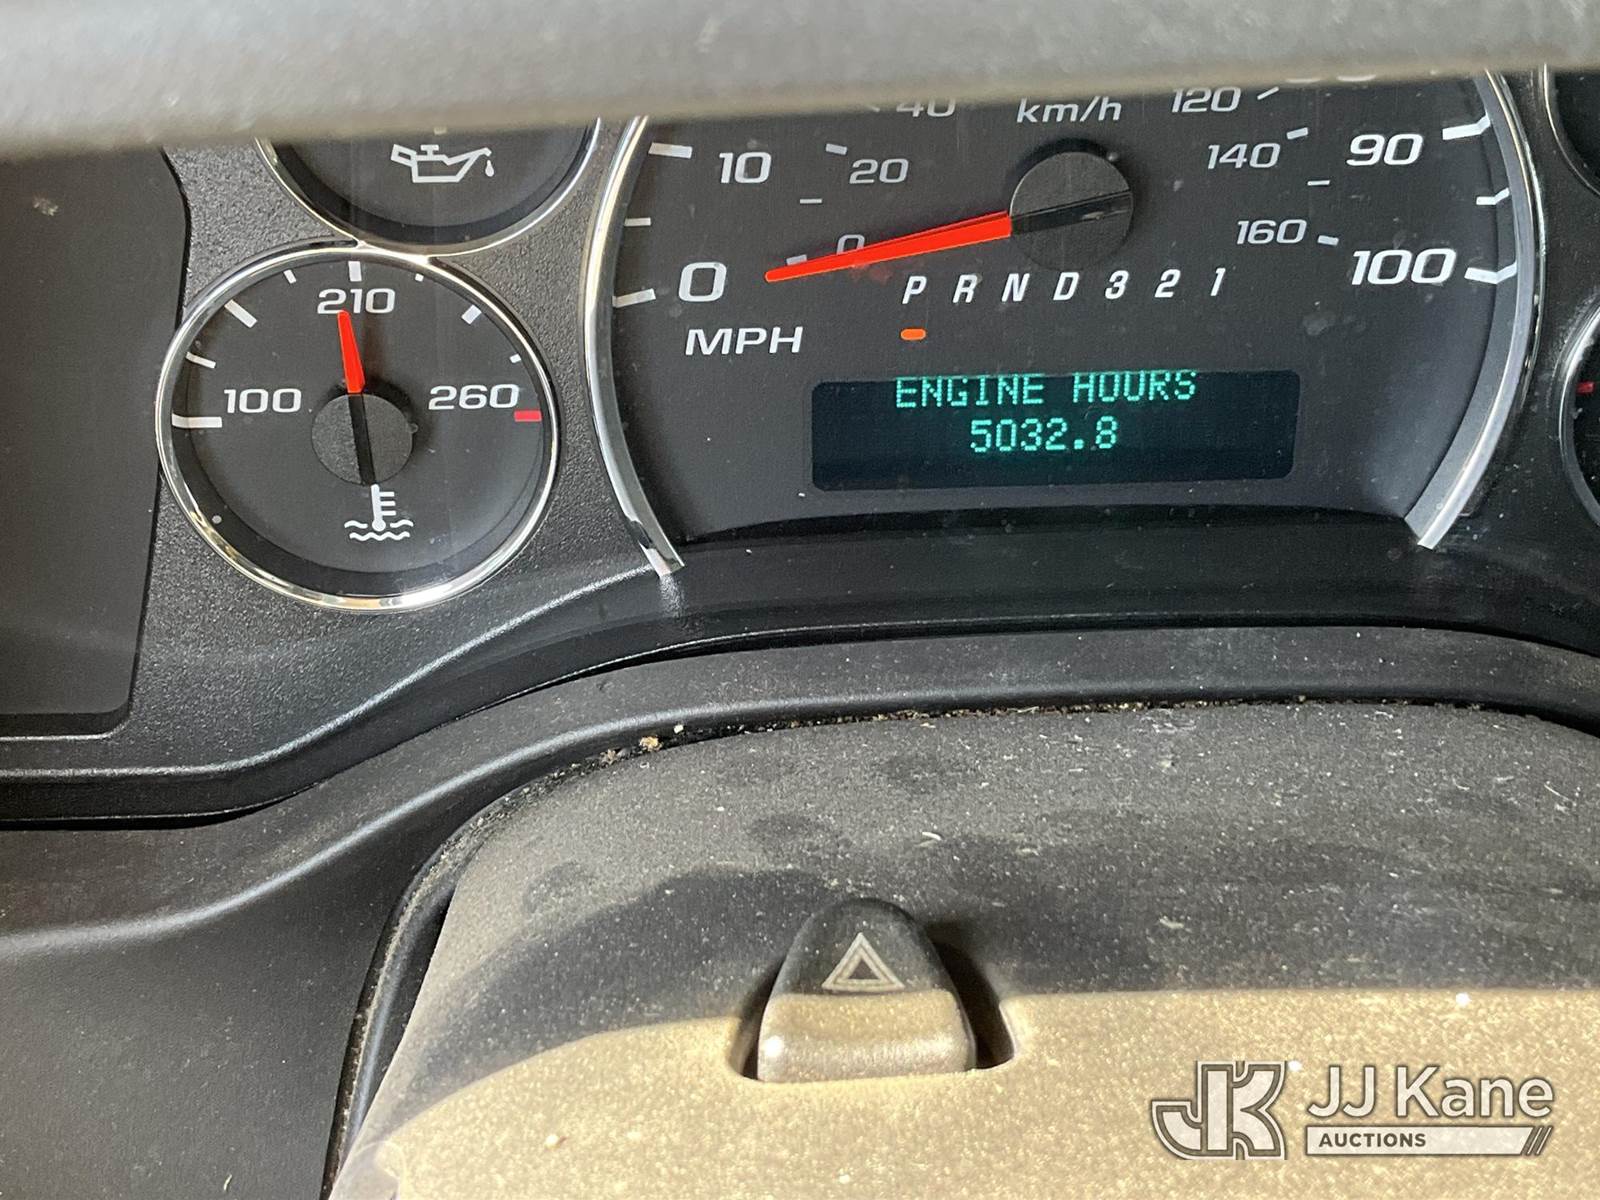 40 km/h 120
10 20 140 90
0 0 160 100
P R N D 3 2 1
MPH
210
100 260
ENGINE HOURS
5032.8
JK JJ Kane
AUCTIONS